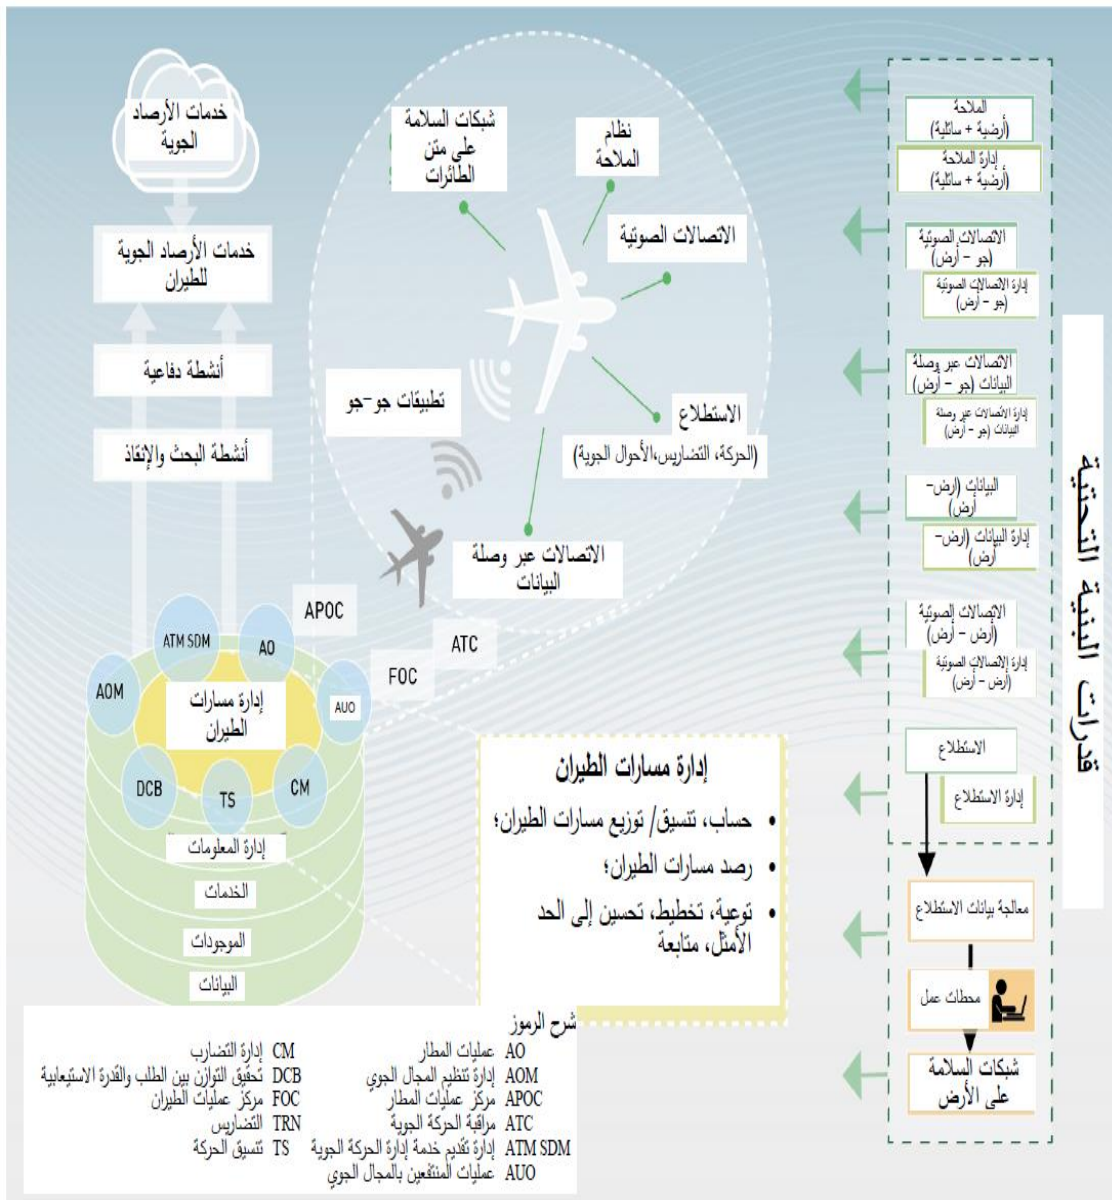 خدمات الأرصاد
الجوية
خدمات الأرصاد الجوية
للطيران
أنشطة دفاعية
أنشطة البحث والإنقاذ
شبكات السلامة
على متن
الطائرات
نظام
الملاحة
الاتصالات الصوتية
تطبيقات جو-جو
الاستطلاع
(الحركة، التضاريس،الأحوال الجوية)
الاتصالات عبر وصلة
البيانات
APOC
ATC
FOC
ATM SDM
AO
AOM
AUO
إدارة مسارات
الطيران
DCB
TS
CM
إدارة المعلومات
الخدمات
الموجودات
البيانات
إدارة مسارات الطيران
• حساب، تنسيق/ توزيع مسارات الطيران؛
• رصد مسارات الطيران؛
• توعية، تخطيط، تحسين إلى الحد
الأمثل، متابعة
قدرات البنية التحتية
الملاحة
(أرضية + ساتلية)
إدارة الملاحة
(أرضية + ساتلية)
الاتصالات الصوتية
(جو – أرض)
إدارة الاتصالات الصوتية
(جو – أرض)
الاتصالات عبر وصلة
البيانات (جو – أرض)
إدارة الاتصالات عبر وصلة
البيانات (جو – أرض)
البيانات (ارض–
أرض)
إدارة البيانات (ارض–
أرض)
الاتصالات الصوتية
(أرض – أرض)
إدارة الاتصالات الصوتية
(أرض – أرض)
الاستطلاع
إدارة الاستطلاع
معالجة بيانات الاستطلاع
محطات عمل
شبكات السلامة
على الأرض
شرح الرموز
AO عمليات المطار
AOM إدارة تنظيم المجال الجوي
APOC مركز عمليات المطار
ATC مراقبة الحركة الجوية
ATM SDM إدارة تقديم خدمة إدارة الحركة الجوية
AUO عمليات المنتفعين بالمجال الجوي
CM إدارة التضارب
DCB تحقيق التوازن بين الطلب والقدرة الاستيعابية
FOC مركز عمليات الطيران
TRN التضاريس
TS تنسيق الحركة